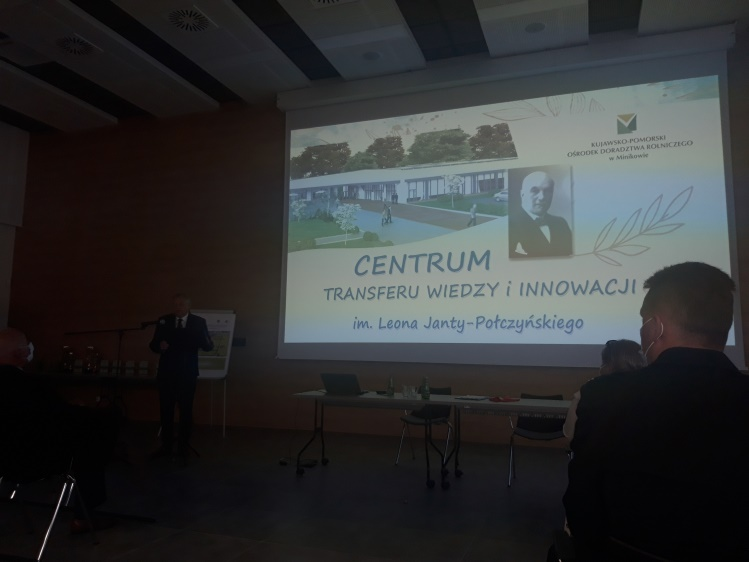 KUJAWSKO-POMORSKI
OŚRODEK DORADZTWA ROLNICZEGO
w Minikowie
CENTRUM
TRANSFERU WIEDZY i INNOWACJI
im. Leona Janty-Połczyńskiego